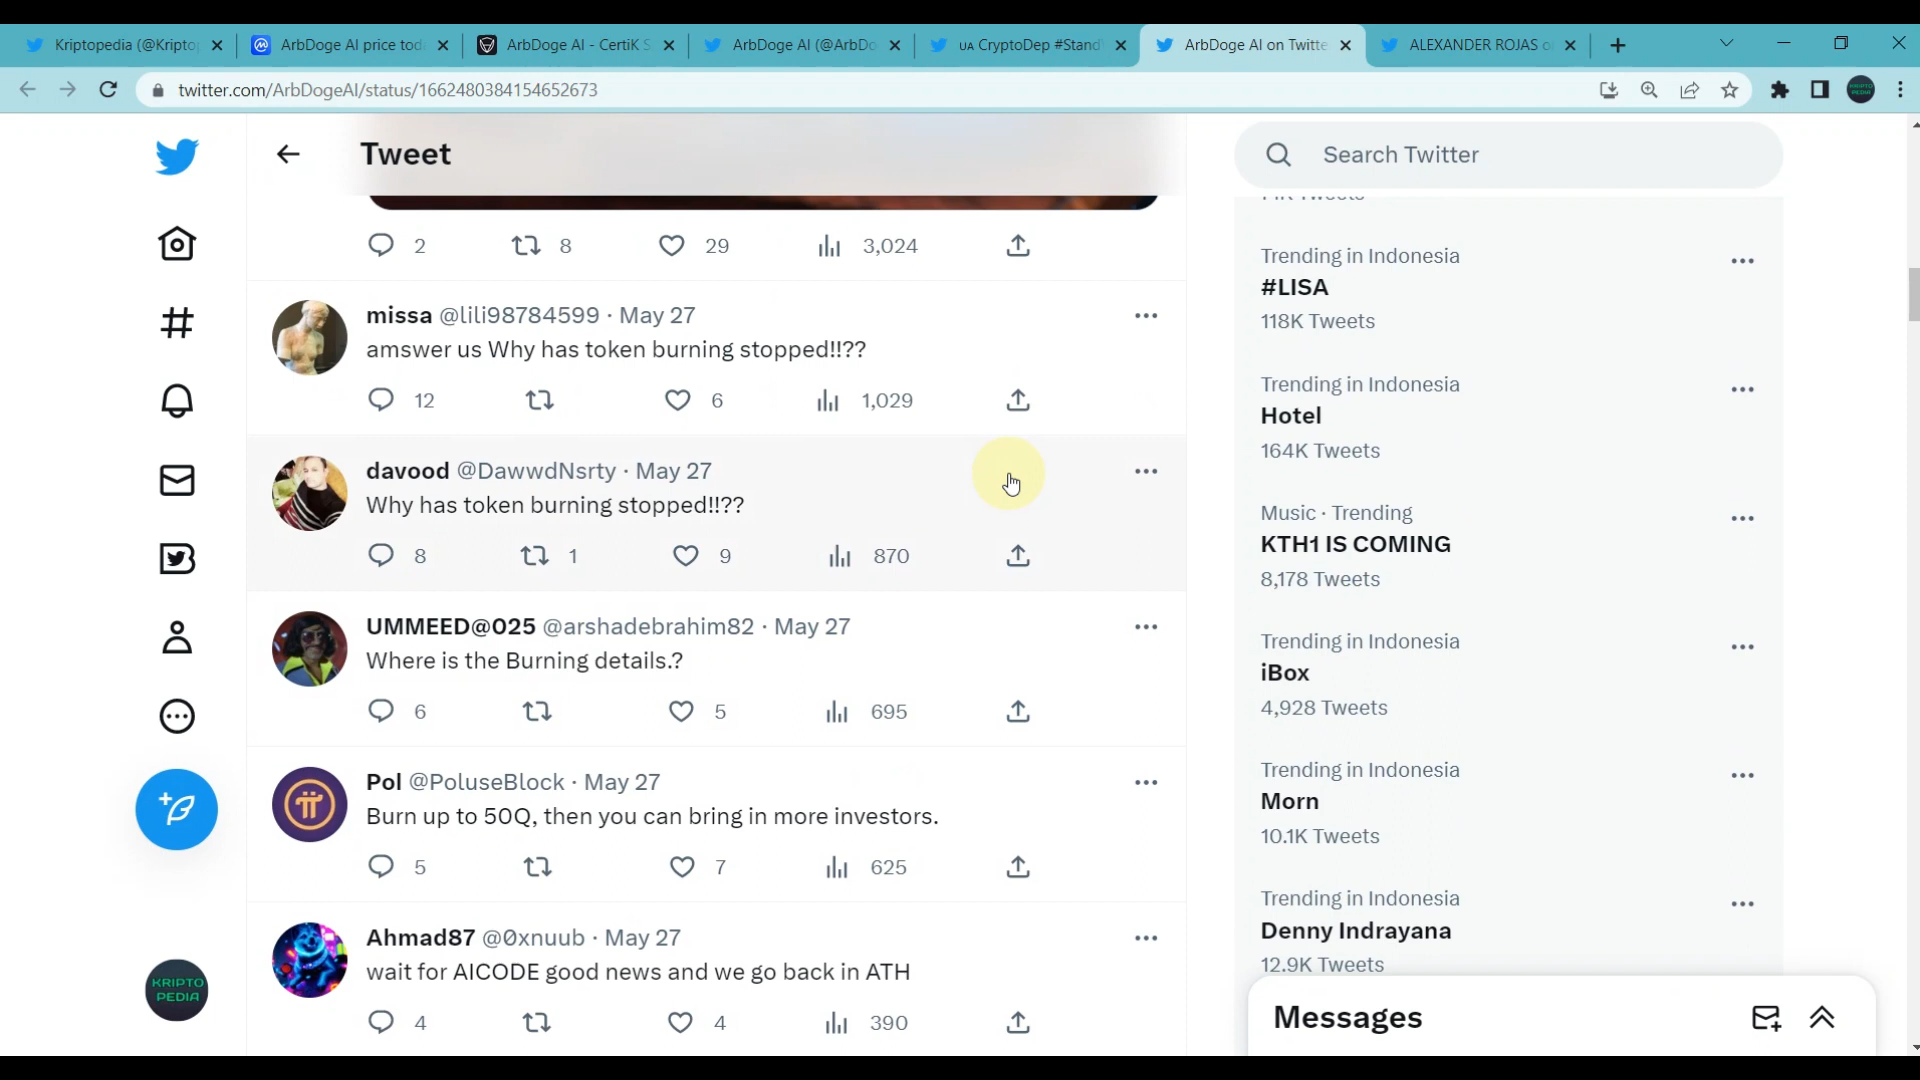 Kriptopedia (@Kripto
ArbDoge AI price tod
ArbDoge AI - CertiK S
ArbDoge AI (@ArbDo
UA CryptoDep #Stand
ArbDoge AI on Twitte
ALEXANDER ROJAS o
twitter.com/ArbDogeAI/status/1662480384154652673
Tweet
Search Twitter
2 8 29 3,024
missa @lili98784599 · May 27
amswer us Why has token burning stopped!!??
12 6 1,029
davood @DawwdNsrty · May 27
Why has token burning stopped!!??
8 1 9 870
UMMEED@025 @arshadebrahim82 · May 27
Where is the Burning details.?
6 5 695
Pol @PoluseBlock · May 27
Burn up to 50Q, then you can bring in more investors.
5 7 625
Ahmad87 @0xnuub · May 27
wait for AICODE good news and we go back in ATH
4 4 390
Trending in Indonesia
#LISA
118K Tweets
Trending in Indonesia
Hotel
164K Tweets
Music · Trending
KTH1 IS COMING
8,178 Tweets
Trending in Indonesia
iBox
4,928 Tweets
Trending in Indonesia
Morn
10.1K Tweets
Trending in Indonesia
Denny Indrayana
12.9K Tweets
Messages
KRIPTO
PEDIA